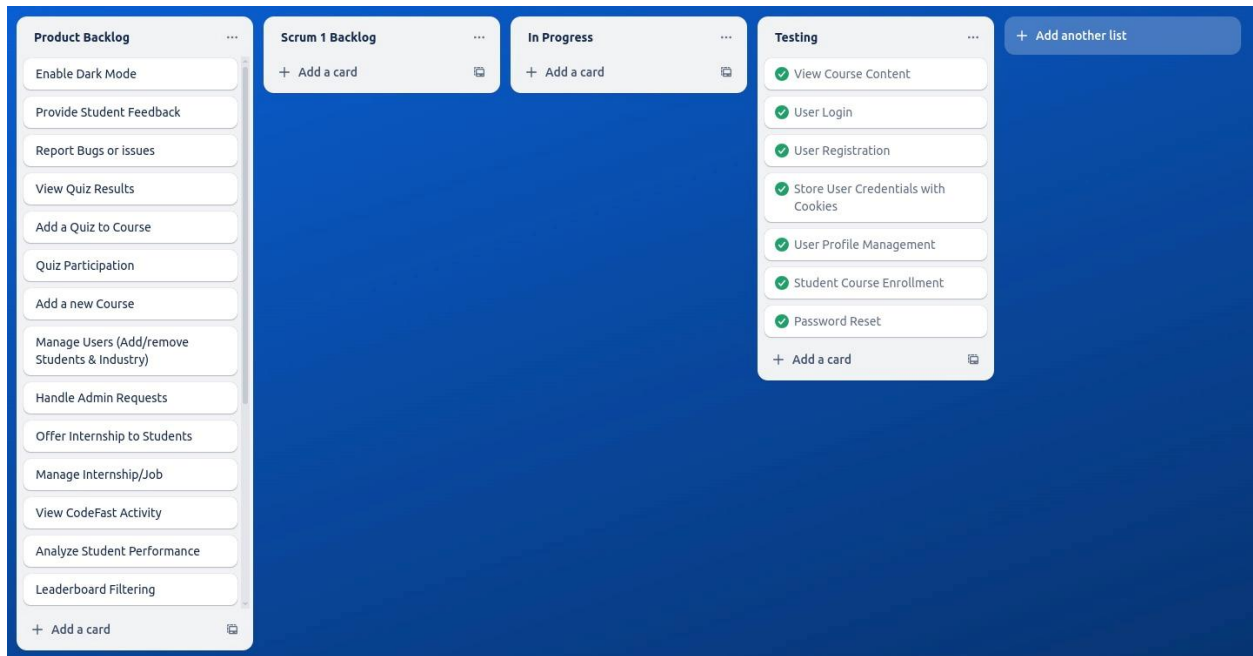 Product Backlog
Enable Dark Mode
Provide Student Feedback
Report Bugs or issues
View Quiz Results
Add a Quiz to Course
Quiz Participation
Add a new Course
Manage Users (Add/remove
Students & Industry)
Handle Admin Requests
Offer Internship to Students
Manage Internship/Job
View CodeFast Activity
Analyze Student Performance
Leaderboard Filtering
+ Add a card
Scrum 1 Backlog
+ Add a card
In Progress
+ Add a card
Testing
View Course Content
User Login
User Registration
Store User Credentials with
Cookies
User Profile Management
Student Course Enrollment
Password Reset
+ Add a card
+ Add another list